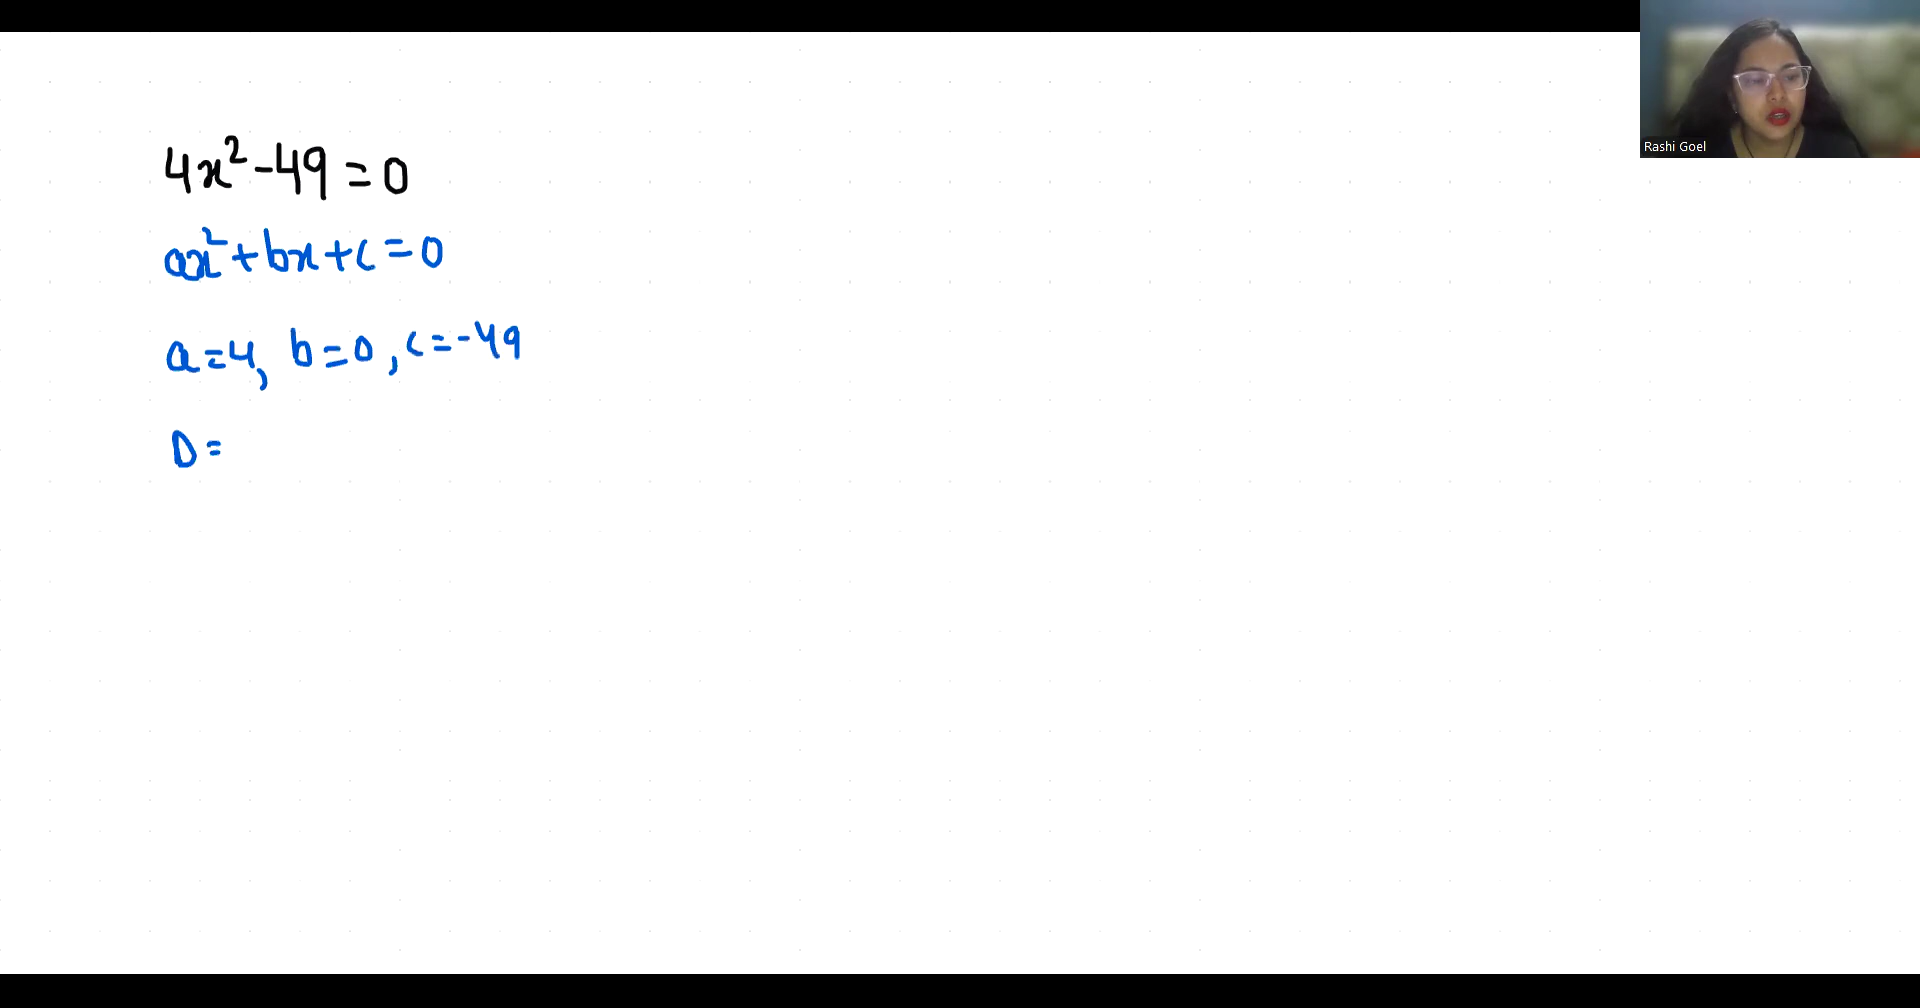 4x² - 49 = 0
ax² + bx + c = 0
a = 4, b = 0, c = -49
D =
Rashi Goel